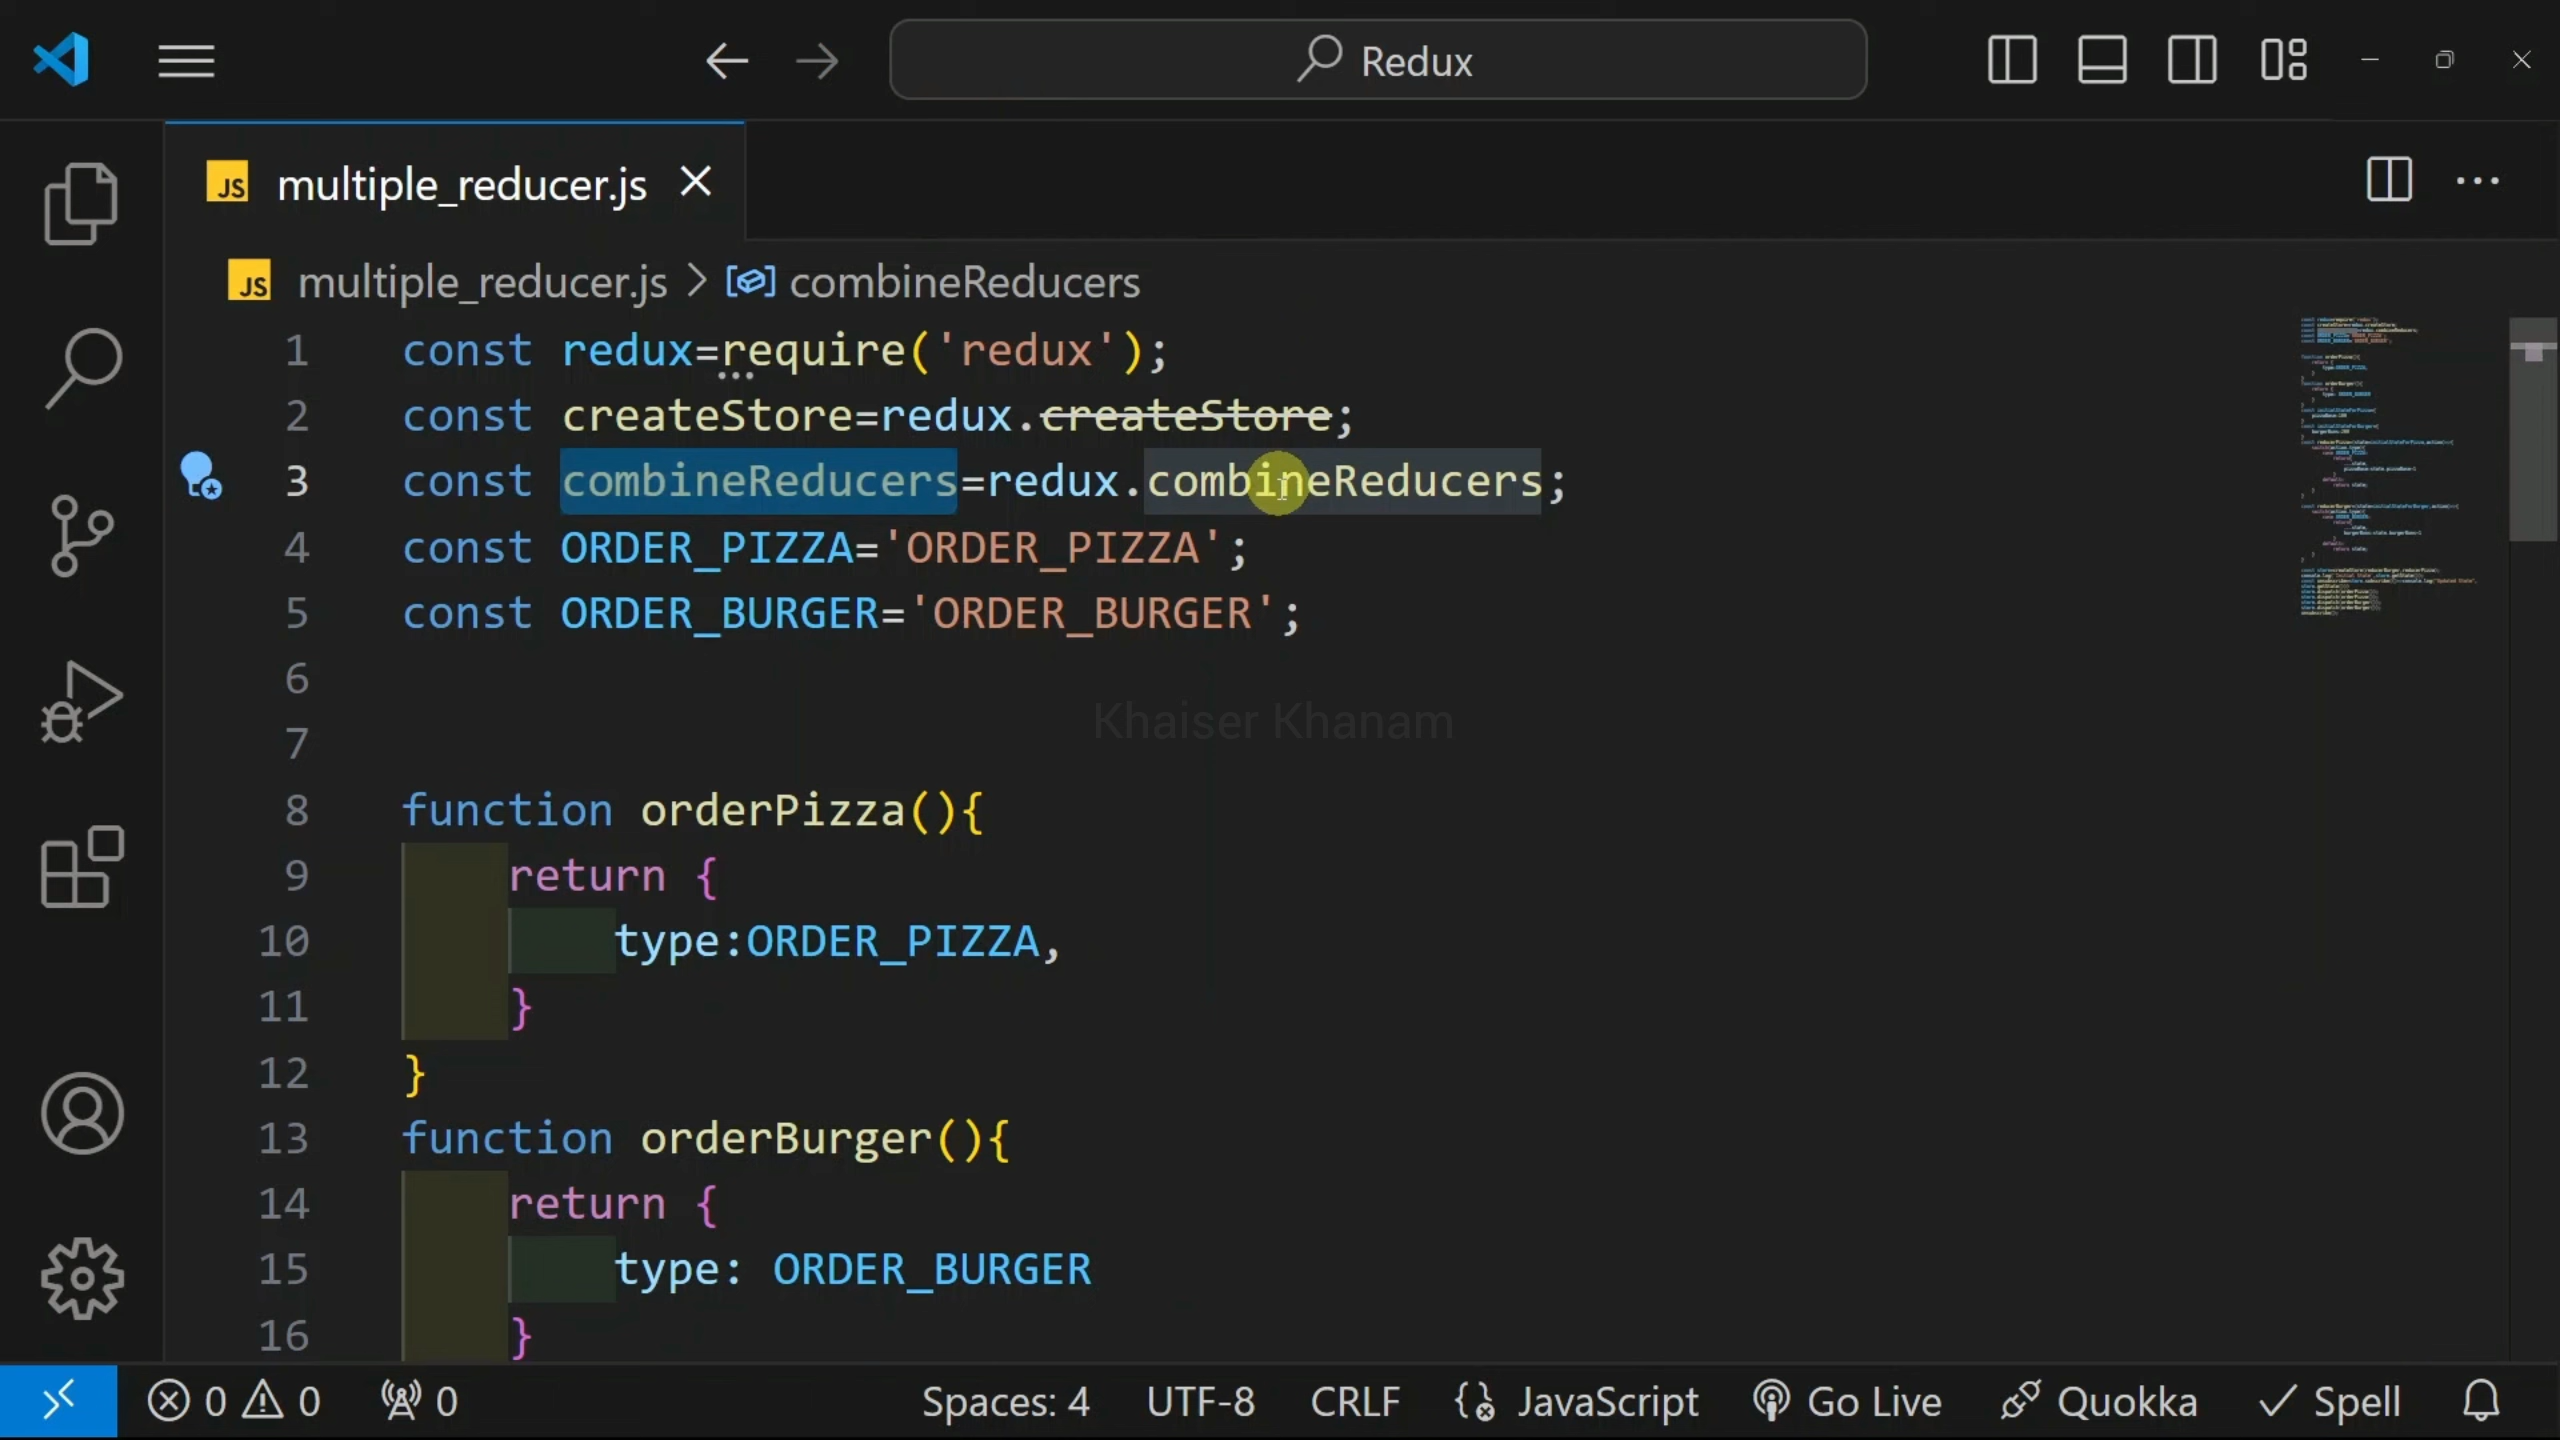 Redux
JS multiple_reducer.js
JS multiple_reducer.js > combineReducers
1 const redux=require('redux');
2 const createStore=redux.createStore;
3 const combineReducers=redux.combineReducers;
4 const ORDER_PIZZA='ORDER_PIZZA';
5 const ORDER_BURGER='ORDER_BURGER';
6
7
Khaiser Khanam
8 function orderPizza(){
9 return {
10 type:ORDER_PIZZA,
11 }
12 }
13 function orderBurger(){
14 return {
15 type: ORDER_BURGER
16 }
0 0 0 Spaces: 4 UTF-8 CRLF JavaScript Go Live Quokka Spell